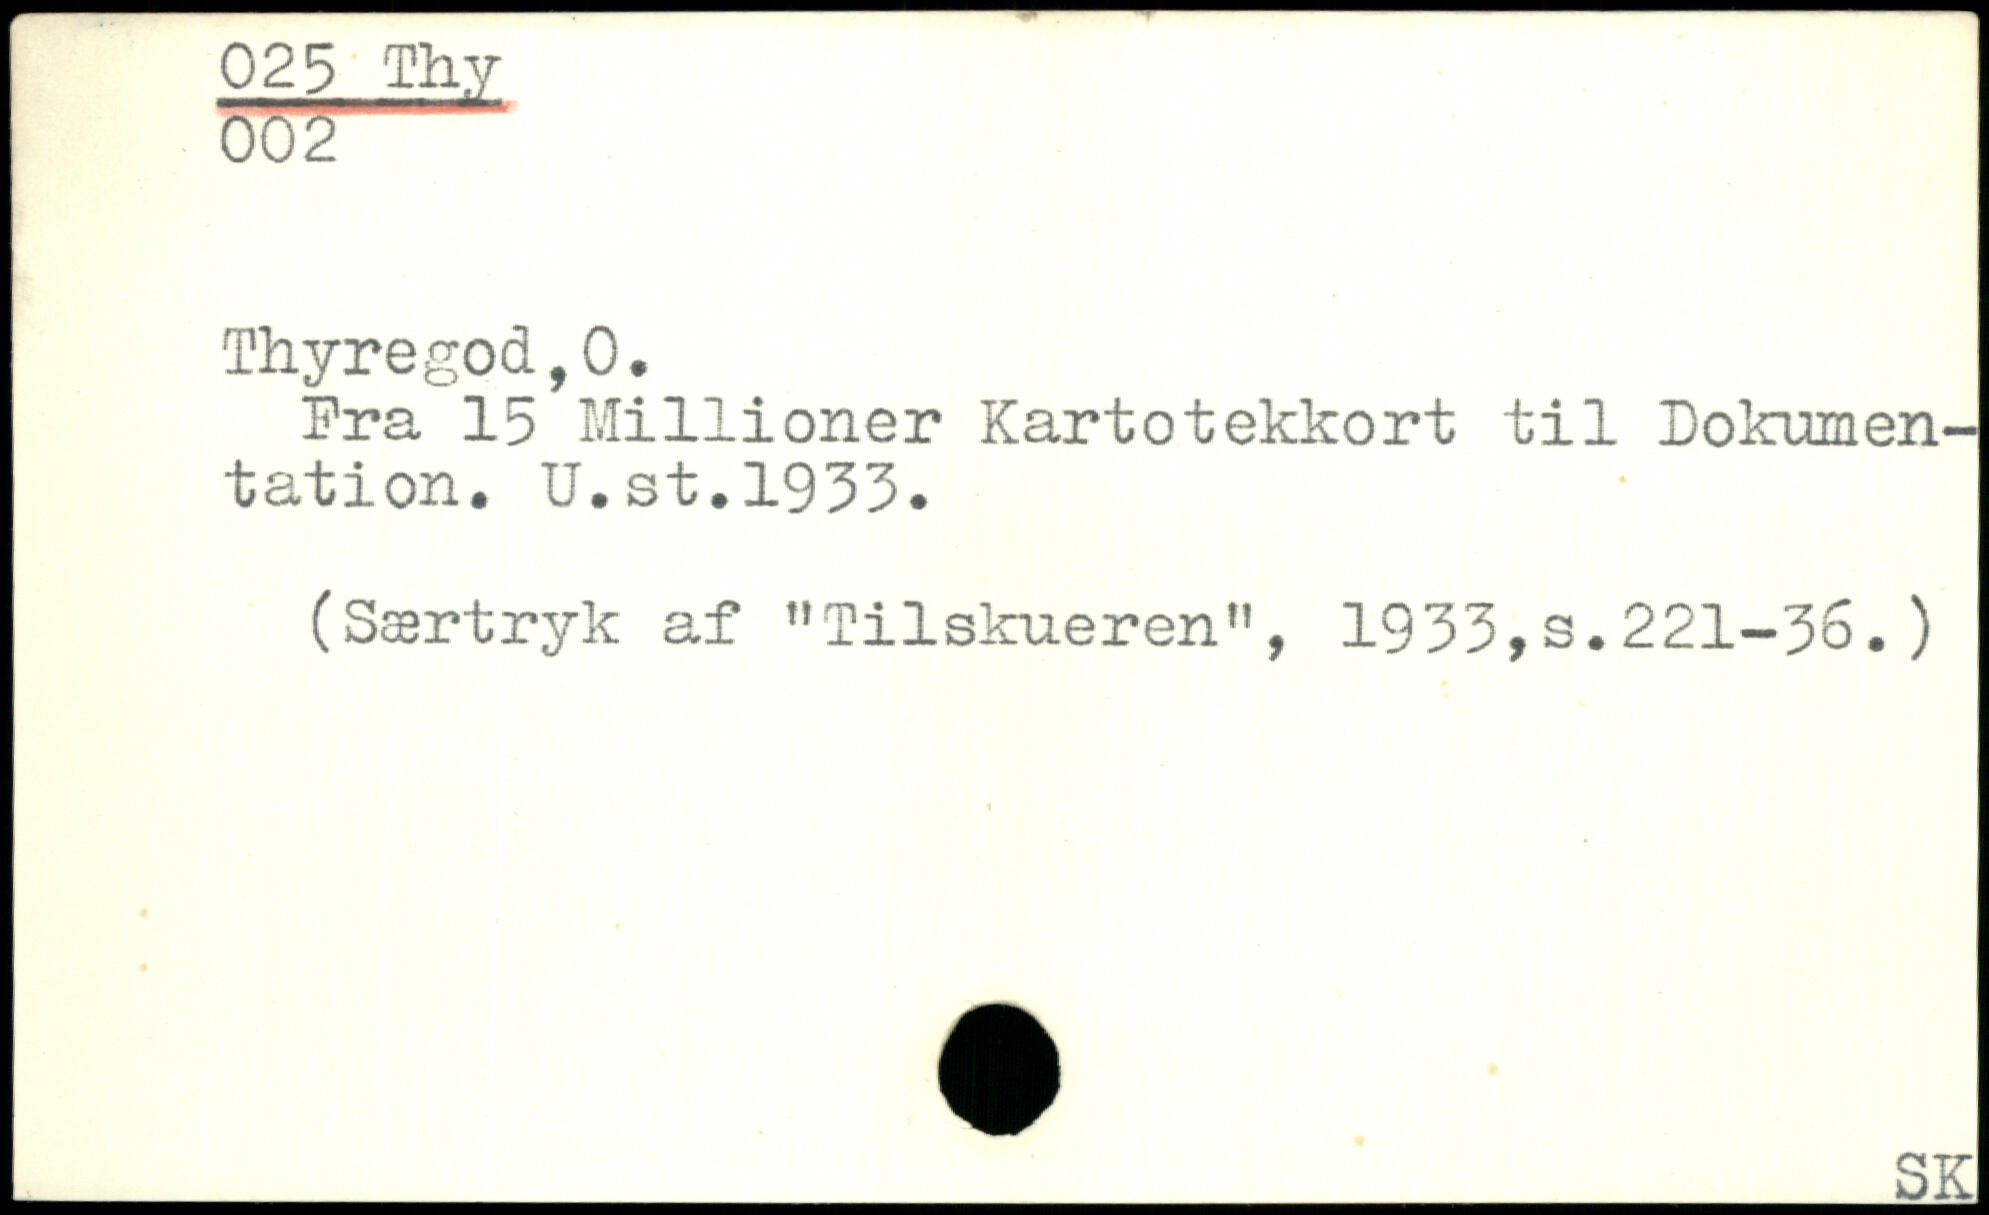 025 Thy
002
Thyregod,O.
Fra 15 Millioner Kartotekkort til Dokumen-
tation. U.st.1933.
(Særtryk af "Tilskueren", 1933,s.221-36.)
SK